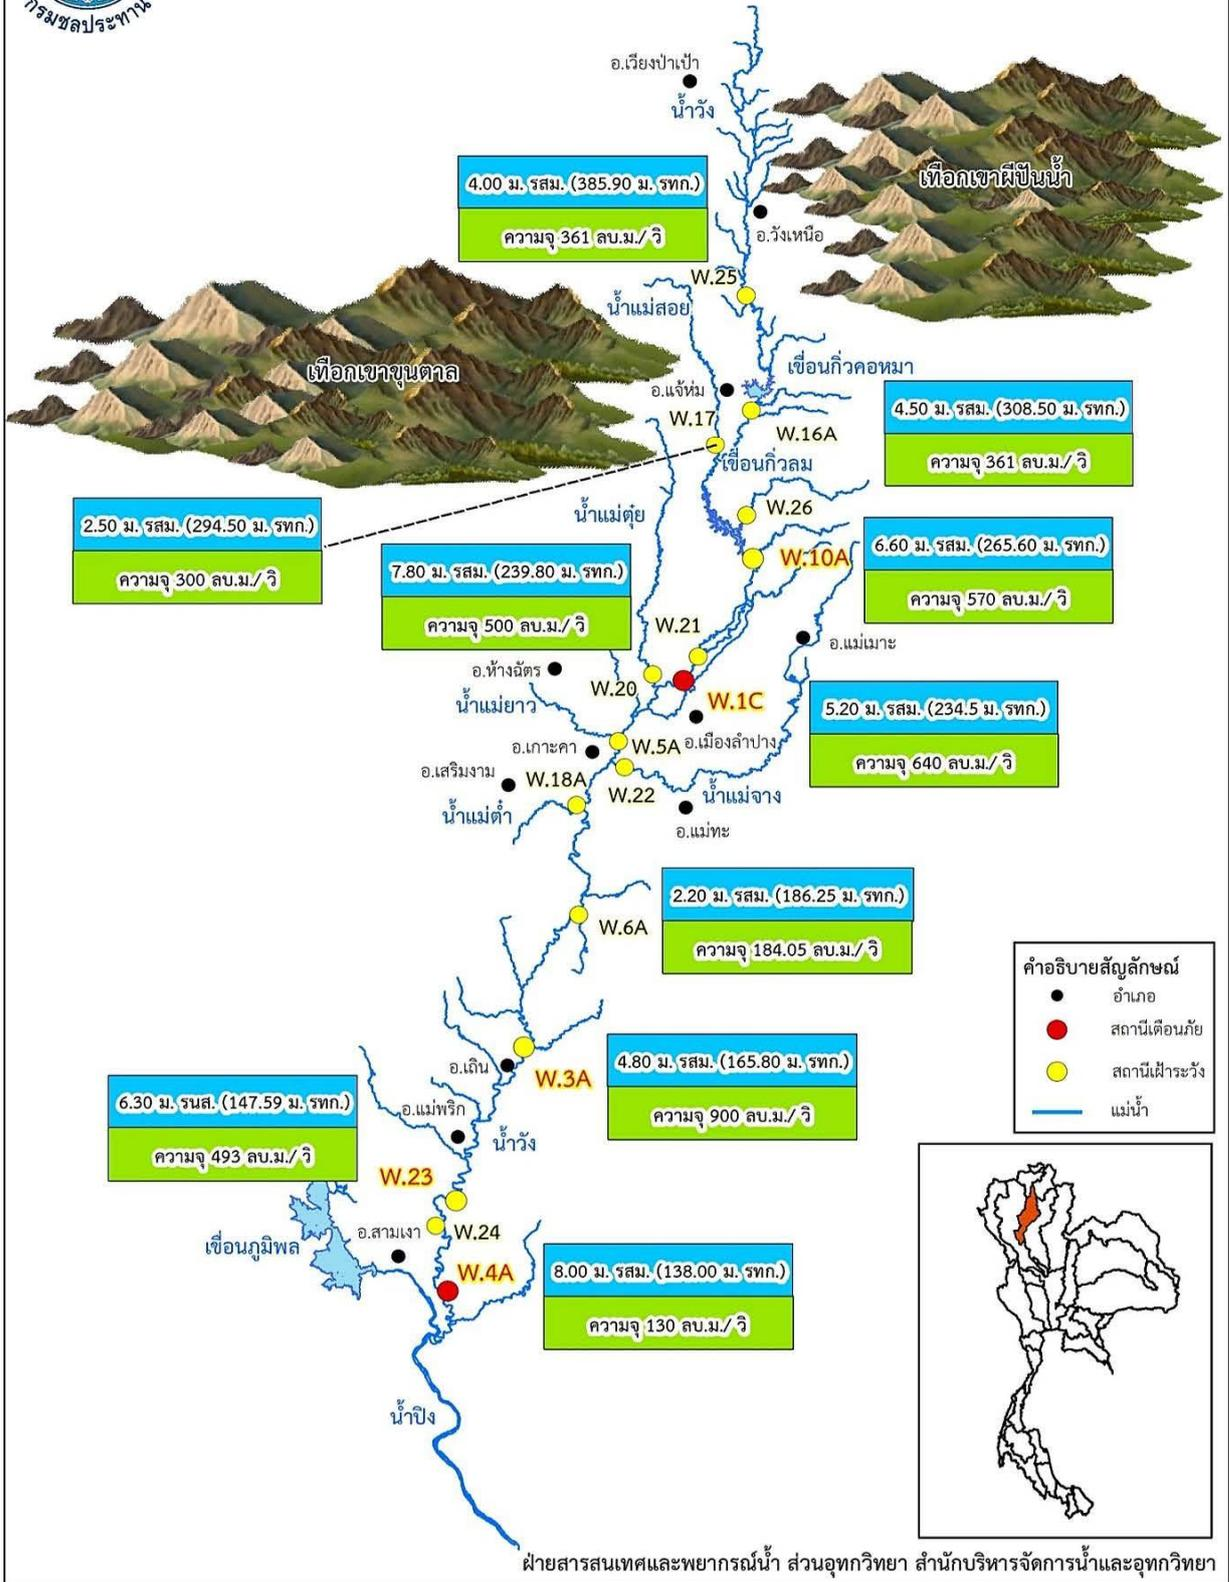 กรมชลประทาน
อ.เวียงป่าเป้า
น้ำวัง
เทือกเขาผีปันน้ำ
4.00 ม. รสม. (385.90 ม. รทก.)
ความจุ 361 ลบ.ม./ วิ
อ.วังเหนือ
W.25
น้ำแม่สอย
เทือกเขาขุนตาล
เขื่อนกิ่วคอหมา
อ.แจ้ห่ม
4.50 ม. รสม. (308.50 ม. รทก.)
ความจุ 361 ลบ.ม./ วิ
W.17
W.16A
เขื่อนกิ่วลม
2.50 ม. รสม. (294.50 ม. รทก.)
ความจุ 300 ลบ.ม./ วิ
น้ำแม่ตุ๋ย
W.26
W.10A
6.60 ม. รสม. (265.60 ม. รทก.)
ความจุ 570 ลบ.ม./ วิ
7.80 ม. รสม. (239.80 ม. รทก.)
ความจุ 500 ลบ.ม./ วิ
W.21
อ.แม่เมาะ
อ.ห้างฉัตร
W.20
W.1C
น้ำแม่ยาว
5.20 ม. รสม. (234.5 ม. รทก.)
ความจุ 640 ลบ.ม./ วิ
อ.เกาะคา
W.5A
อ.เมืองลำปาง
อ.เสริมงาม
W.18A
W.22
น้ำแม่จาง
น้ำแม่ต๋ำ
อ.แม่ทะ
2.20 ม. รสม. (186.25 ม. รทก.)
ความจุ 184.05 ลบ.ม./ วิ
W.6A
คำอธิบายสัญลักษณ์
อำเภอ
สถานีเตือนภัย
สถานีเฝ้าระวัง
แม่น้ำ
อ.เถิน
W.3A
4.80 ม. รสม. (165.80 ม. รทก.)
ความจุ 900 ลบ.ม./ วิ
6.30 ม. รนส. (147.59 ม. รทก.)
ความจุ 493 ลบ.ม./ วิ
อ.แม่พริก
น้ำวัง
W.23
อ.สามเงา
W.24
เขื่อนภูมิพล
W.4A
8.00 ม. รสม. (138.00 ม. รทก.)
ความจุ 130 ลบ.ม./ วิ
น้ำปิง
ฝ่ายสารสนเทศและพยากรณ์น้ำ ส่วนอุทกวิทยา สำนักบริหารจัดการน้ำและอุทกวิทยา